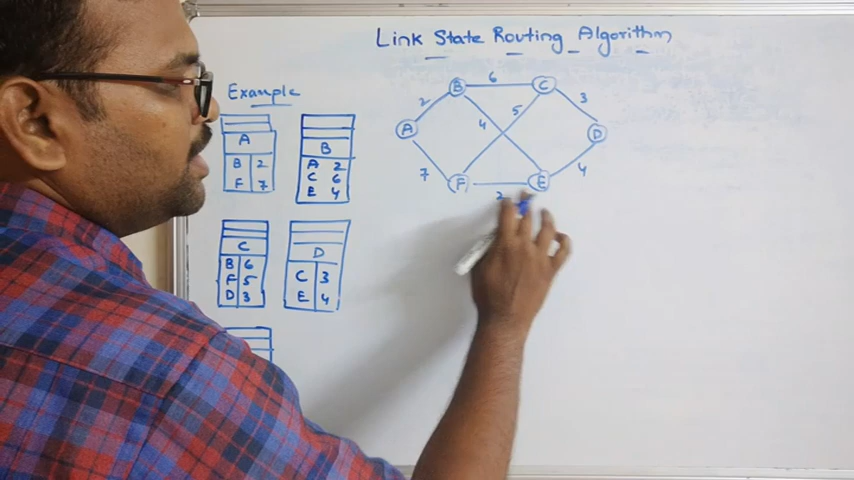 Link State Routing Algorithm
Example
A
B 2
F 7
B
A 2
C 6
E 4
C
B 6
F 5
D 3
D
C 3
E 4
B 6 C
2 5 3
A 4 D
7 4
F E
2